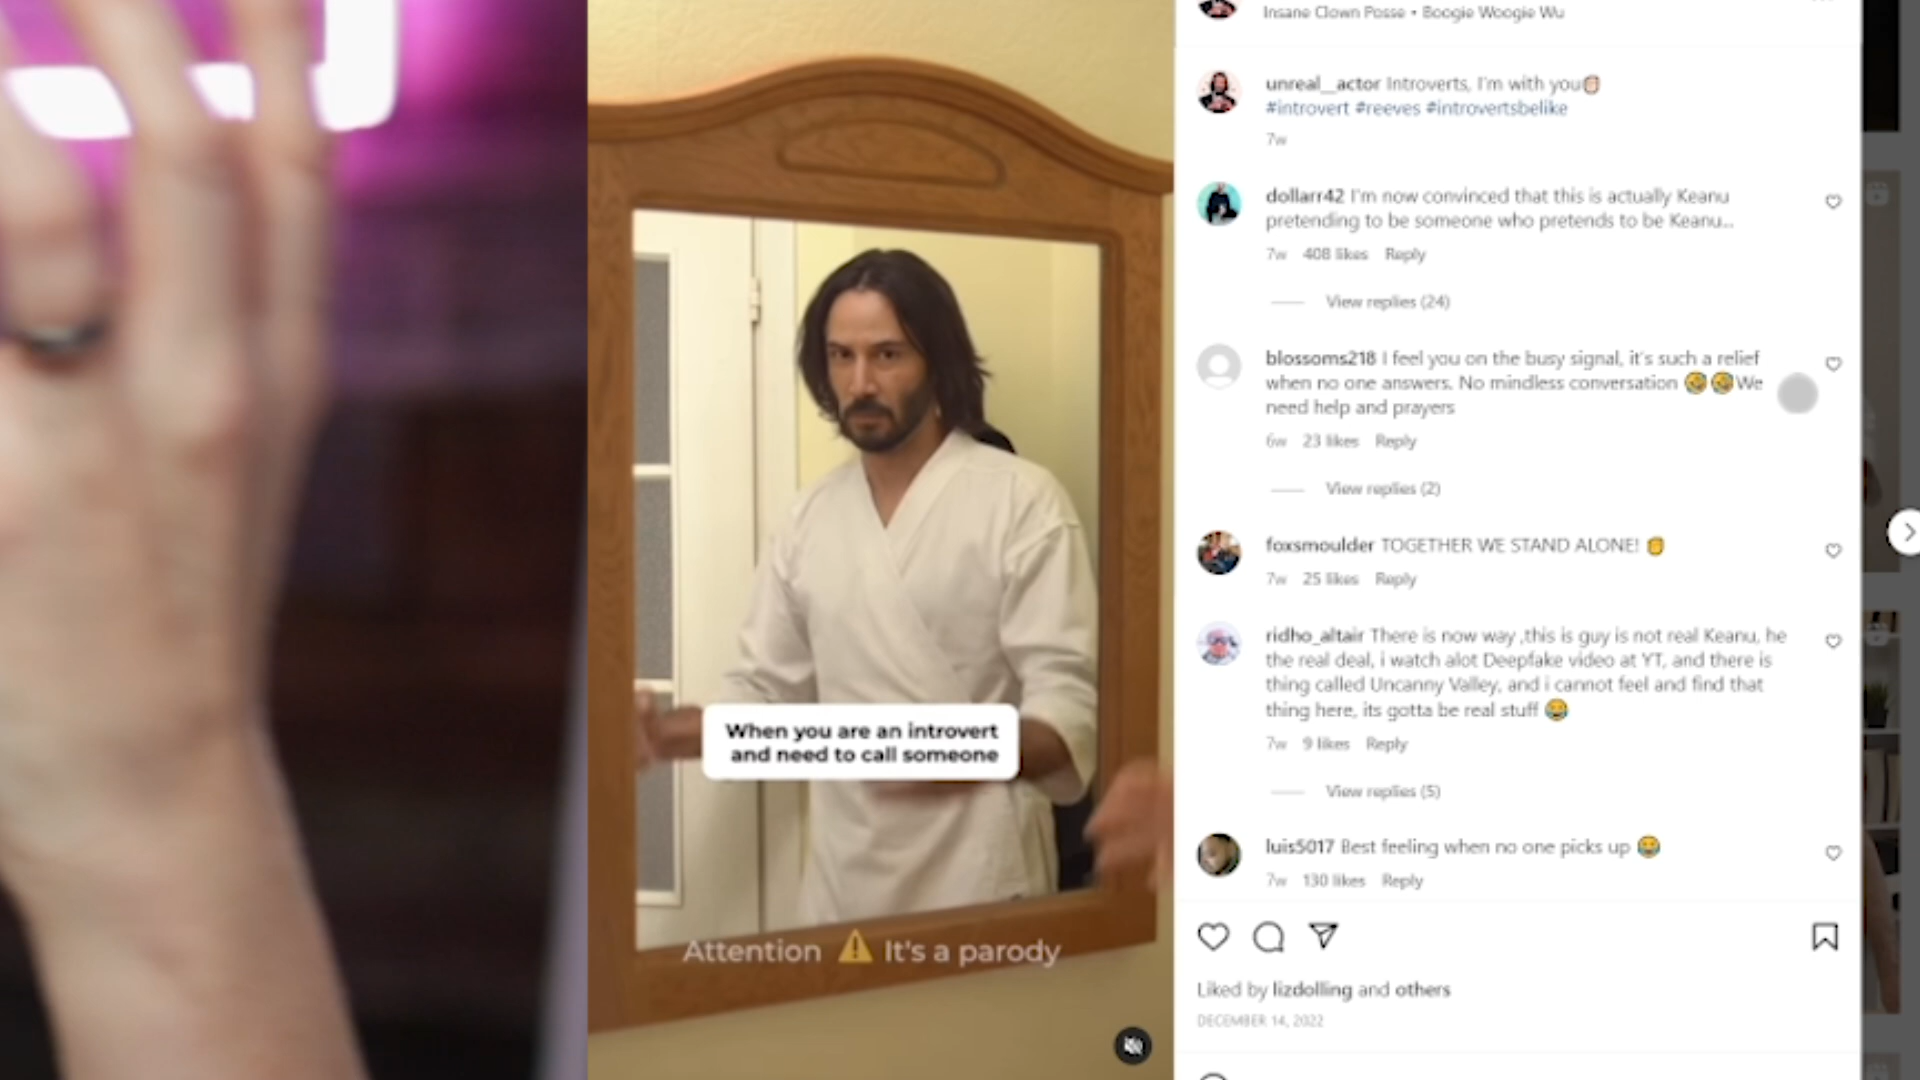 When you are an introvert
and need to call someone
Attention ⚠ It's a parody
Insane Clown Posse • Boogie Woogie Wu
unreal__actor Introverts, I'm with you✊🏻
#introvert #reeves #introvertsbelike
7w
dollarr42 I'm now convinced that this is actually Keanu
pretending to be someone who pretends to be Keanu..
7w 408 likes Reply
View replies (24)
blossoms218 I feel you on the busy signal, it's such a relief
when no one answers. No mindless conversation 🤣🤣We
need help and prayers
6w 23 likes Reply
View replies (2)
foxsmoulder TOGETHER WE STAND ALONE! ✊
7w 25 likes Reply
ridho_altair There is now way ,this is guy is not real Keanu, he
the real deal, i watch alot Deepfake video at YT, and there is
thing called Uncanny Valley, and i cannot feel and find that
thing here, its gotta be real stuff 😂
7w 9 likes Reply
View replies (5)
luis5017 Best feeling when no one picks up 😂
7w 130 likes Reply
Liked by lizdolling and others
DECEMBER 14, 2022